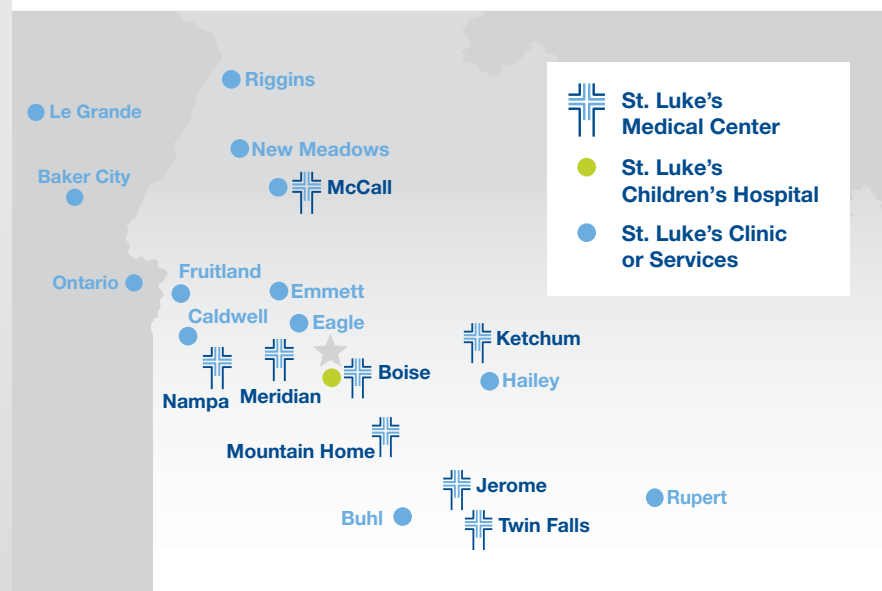 Riggins
Le Grande
New Meadows
Baker City
McCall
Ontario
Fruitland
Emmett
Caldwell
Eagle
Nampa
Meridian
Boise
Ketchum
Hailey
Mountain Home
Jerome
Buhl
Twin Falls
Rupert
St. Luke's
Medical Center
St. Luke's
Children's Hospital
St. Luke's Clinic
or Services